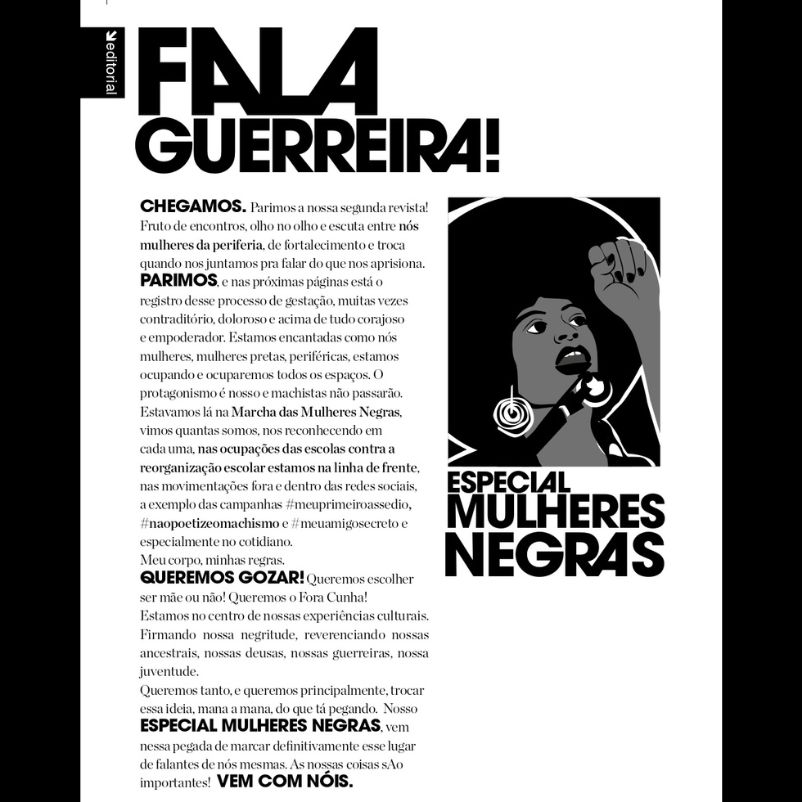 editorial
FALA
GUERREIRA!
CHEGAMOS. Parimos a nossa segunda revista!
Fruto de encontros, olho no olho e escuta entre nós
mulheres da periferia, de fortalecimento e troca
quando nos juntamos pra falar do que nos aprisiona.
PARIMOS, e nas próximas páginas está o
registro desse processo de gestação, muitas vezes
contraditório, doloroso e acima de tudo corajoso
e empoderador. Estamos encantadas como nós
mulheres, mulheres pretas, periféricas, estamos
ocupando e ocuparemos todos os espaços. O
protagonismo é nosso e machistas não passarão.
Estavamos lá na Marcha das Mulheres Negras,
vimos quantas somos, nos reconhecendo em
cada uma, nas ocupações das escolas contra a
reorganização escolar estamos na linha de frente,
nas movimentações fora e dentro das redes sociais,
a exemplo das campanhas #meuprimeiroassedio,
#naopoetizeomachismo e #meuamigosecreto e
especialmente no cotidiano.
Meu corpo, minhas regras.
QUEREMOS GOZAR! Queremos escolher
ser mãe ou não! Queremos o Fora Cunha!
Estamos no centro de nossas experiências culturais.
Firmando nossa negritude, reverenciando nossas
ancestrais, nossas deusas, nossas guerreiras, nossa
juventude.
Queremos tanto, e queremos principalmente, trocar
essa ideia, mana a mana, do que tá pegando. Nosso
ESPECIAL MULHERES NEGRAS, vem
nessa pegada de marcar definitivamente esse lugar
de falantes de nós mesmas. As nossas coisas sAo
importantes! VEM COM NÓIS.
ESPECIAL
MULHERES
NEGRAS